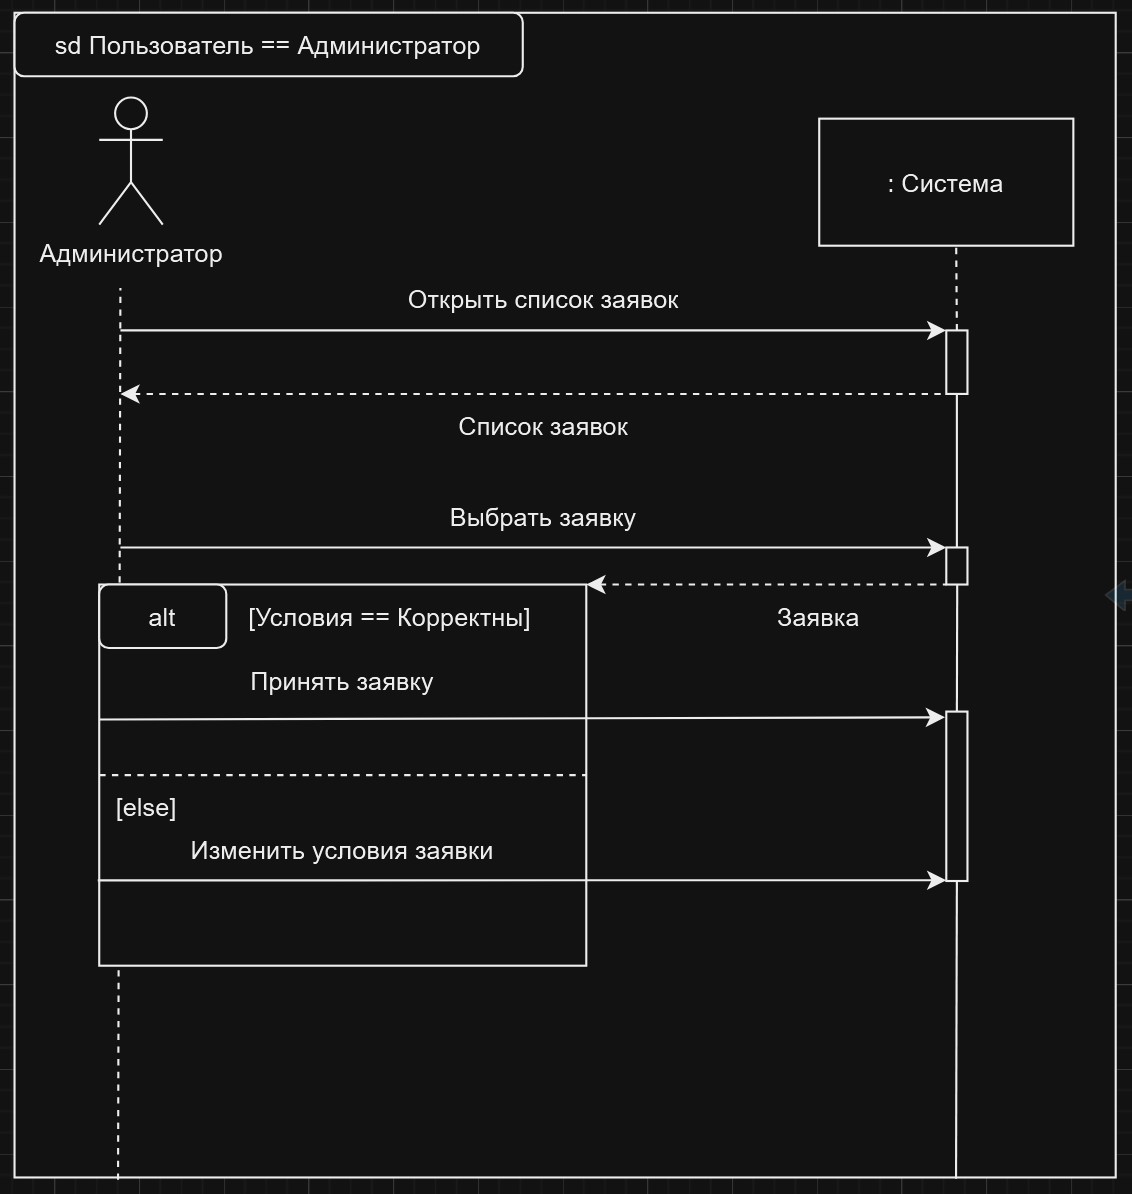 sd Пользователь == Администратор
: Система
Администратор
Открыть список заявок
Список заявок
Выбрать заявку
alt
[Условия == Корректны]
Заявка
Принять заявку
[else]
Изменить условия заявки